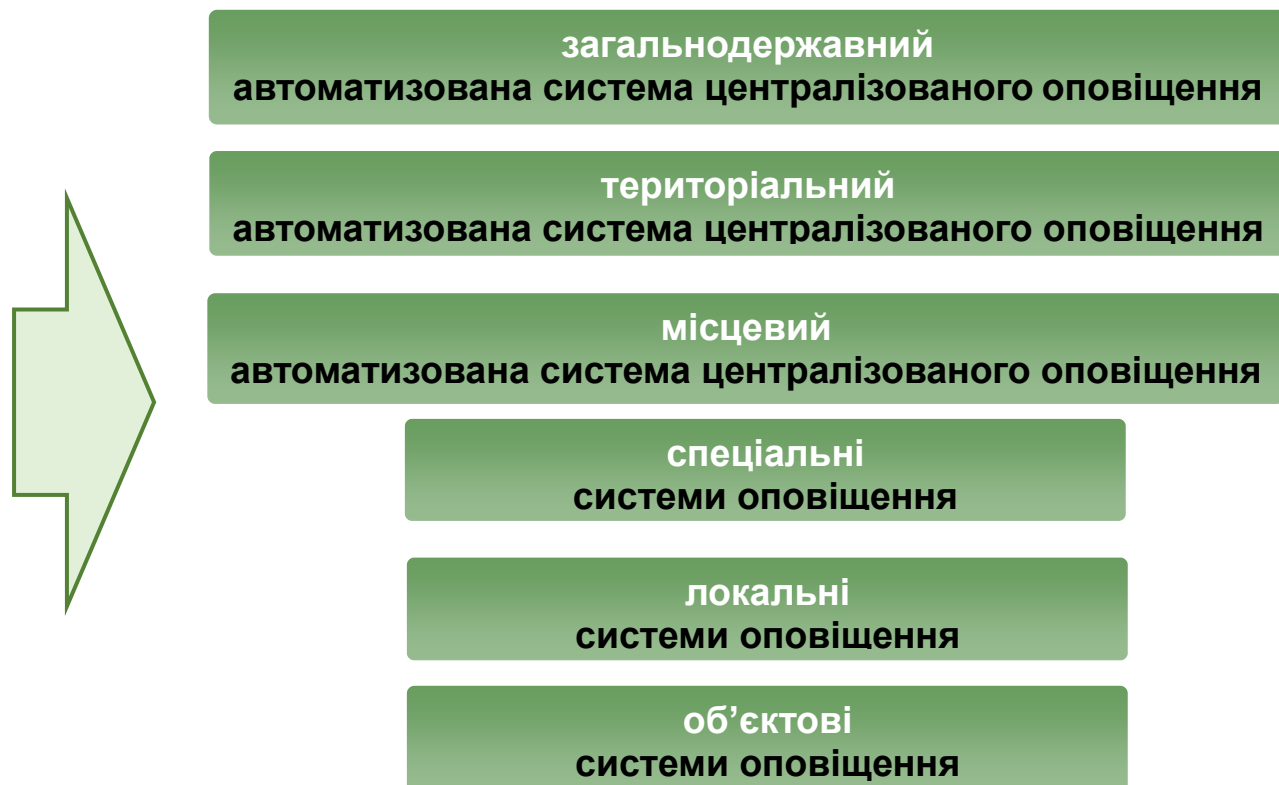 загальнодержавний
автоматизована система централізованого оповіщення
територіальний
автоматизована система централізованого оповіщення
місцевий
автоматизована система централізованого оповіщення
спеціальні
системи оповіщення
локальні
системи оповіщення
об’єктові
системи оповіщення